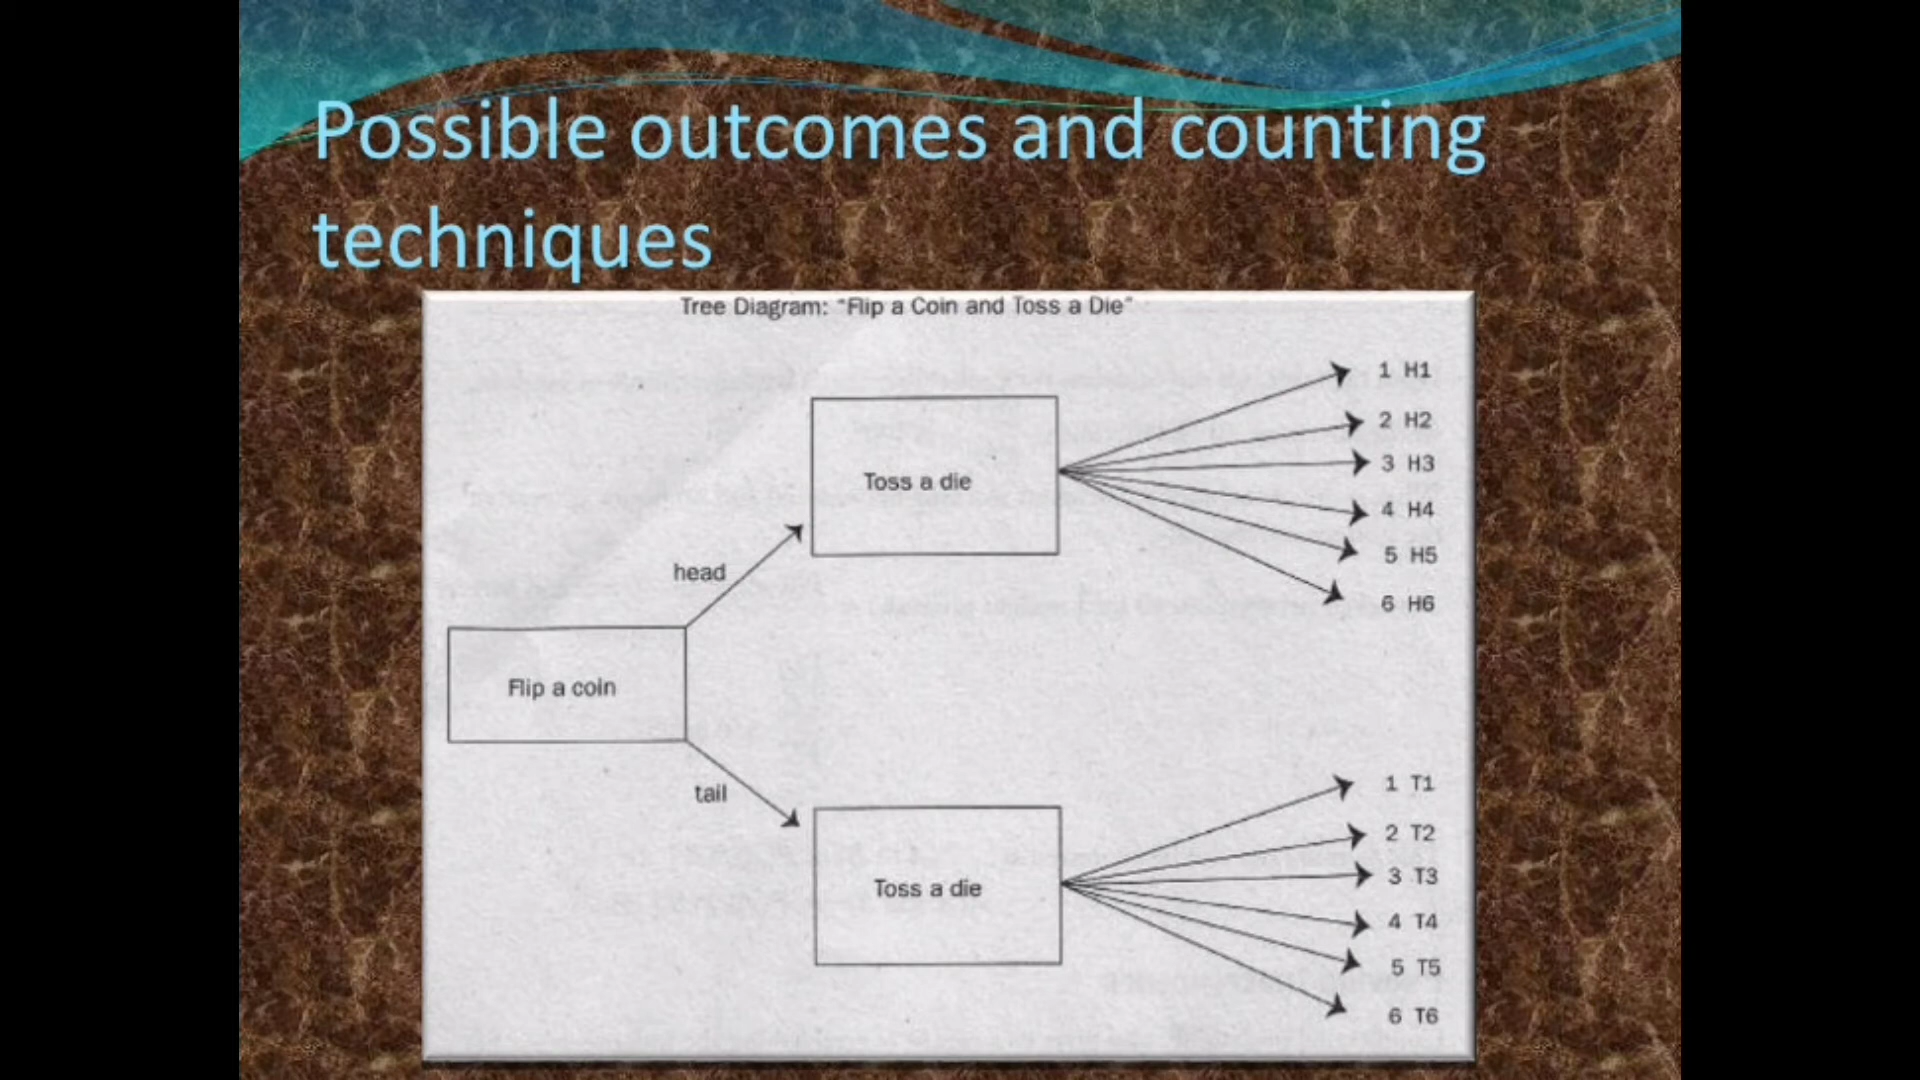 Possible outcomes and counting
techniques
Tree Diagram: "Flip a Coin and Toss a Die"
1 H1
2 H2
Toss a die
3 H3
4 H4
5 H5
head
6 H6
Flip a coin
tail
1 T1
2 T2
Toss a die
3 T3
4 T4
5 T5
6 T6